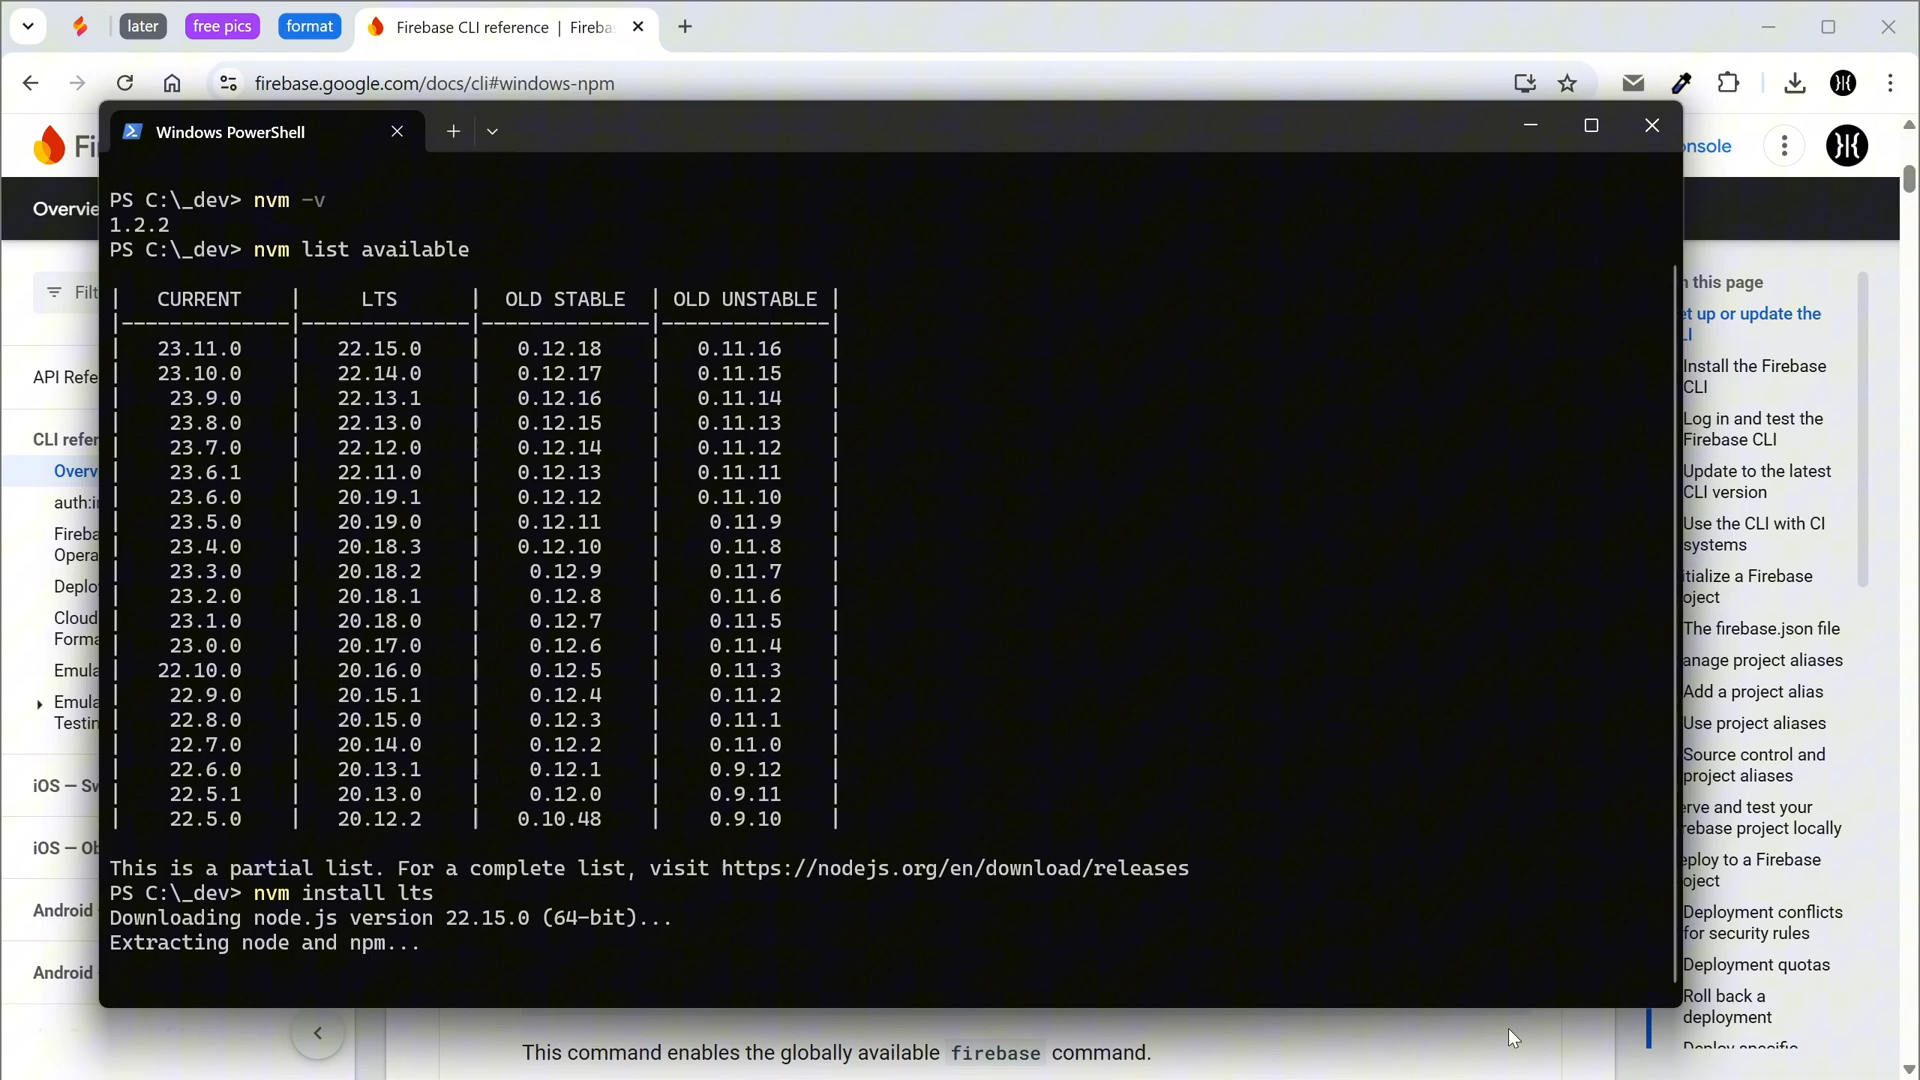 later
free pics
format
Firebase CLI reference | Fireba
firebase.google.com/docs/cli#windows-npm
Windows PowerShell
PS C:\_dev> nvm -v
1.2.2
PS C:\_dev> nvm list available
| CURRENT | LTS | OLD STABLE | OLD UNSTABLE |
|--------------|--------------|--------------|--------------|
| 23.11.0 | 22.15.0 | 0.12.18 | 0.11.16 |
| 23.10.0 | 22.14.0 | 0.12.17 | 0.11.15 |
| 23.9.0 | 22.13.1 | 0.12.16 | 0.11.14 |
| 23.8.0 | 22.13.0 | 0.12.15 | 0.11.13 |
| 23.7.0 | 22.12.0 | 0.12.14 | 0.11.12 |
| 23.6.1 | 22.11.0 | 0.12.13 | 0.11.11 |
| 23.6.0 | 20.19.1 | 0.12.12 | 0.11.10 |
| 23.5.0 | 20.19.0 | 0.12.11 | 0.11.9 |
| 23.4.0 | 20.18.3 | 0.12.10 | 0.11.8 |
| 23.3.0 | 20.18.2 | 0.12.9 | 0.11.7 |
| 23.2.0 | 20.18.1 | 0.12.8 | 0.11.6 |
| 23.1.0 | 20.18.0 | 0.12.7 | 0.11.5 |
| 23.0.0 | 20.17.0 | 0.12.6 | 0.11.4 |
| 22.10.0 | 20.16.0 | 0.12.5 | 0.11.3 |
| 22.9.0 | 20.15.1 | 0.12.4 | 0.11.2 |
| 22.8.0 | 20.15.0 | 0.12.3 | 0.11.1 |
| 22.7.0 | 20.14.0 | 0.12.2 | 0.11.0 |
| 22.6.0 | 20.13.1 | 0.12.1 | 0.9.12 |
| 22.5.1 | 20.13.0 | 0.12.0 | 0.9.11 |
| 22.5.0 | 20.12.2 | 0.10.48 | 0.9.10 |
This is a partial list. For a complete list, visit https://nodejs.org/en/download/releases
PS C:\_dev> nvm install lts
Downloading node.js version 22.15.0 (64-bit)...
Extracting node and npm...
Fi
Overvie
Filt
API Refe
CLI refer
Overv
auth:i
Fireba
Opera
Deplo
Cloud
Forma
Emula
Emula
Testin
iOS — Sw
iOS — Ob
Android
Android
onsole
n this page
et up or update the
LI
Install the Firebase
CLI
Log in and test the
Firebase CLI
Update to the latest
CLI version
Use the CLI with CI
systems
itialize a Firebase
oject
The firebase.json file
anage project aliases
Add a project alias
Use project aliases
Source control and
project aliases
erve and test your
rebase project locally
eploy to a Firebase
oject
Deployment conflicts
for security rules
Deployment quotas
Roll back a
deployment
Deploy specific
This command enables the globally available firebase command.